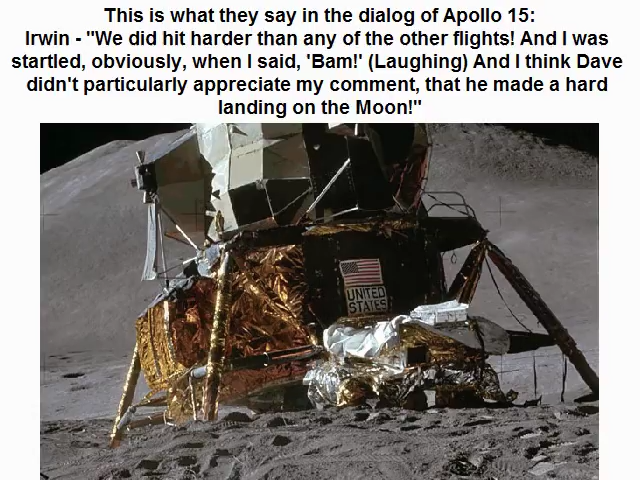 This is what they say in the dialog of Apollo 15:
Irwin - "We did hit harder than any of the other flights! And I was
startled, obviously, when I said, 'Bam!' (Laughing) And I think Dave
didn't particularly appreciate my comment, that he made a hard
landing on the Moon!"
UNITED
STATES